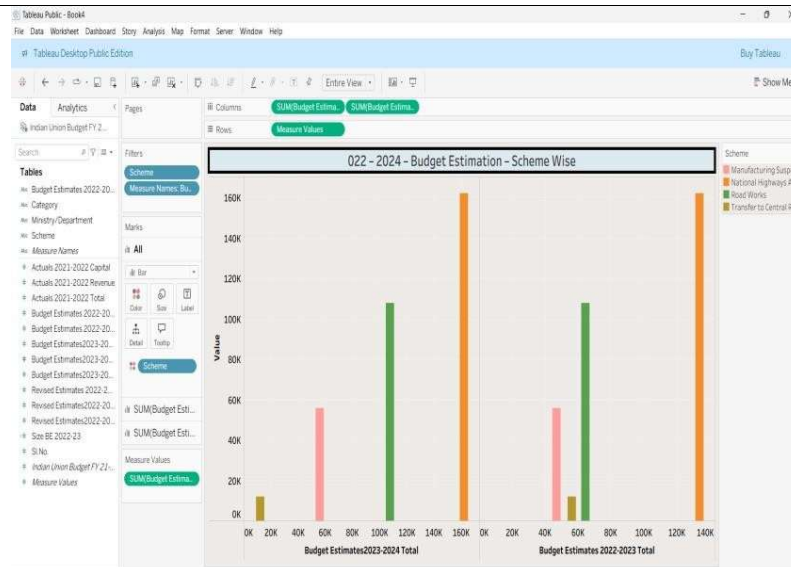 Tableau Public - Book4
File Data Worksheet Dashboard Story Analysis Map Format Server Window Help
Tableau Desktop Public Edition
Buy Tableau
Entire View
Show Me
Data Analytics
Indian Union Budget FY 2...
Search
Tables
Budget Estimates 2022-20...
Category
Ministry/Department
Scheme
Measure Names
Actuals 2021-2022 Capital
Actuals 2021-2022 Revenue
Actuals 2021-2022 Total
Budget Estimates 2022-20...
Budget Estimates 2022-20...
Budget Estimates2023-20...
Budget Estimates2023-20...
Budget Estimates2023-20...
Revised Estimates 2022-2...
Revised Estimates2022-20...
Revised Estimates2022-20...
Size BE 2022-23
Sl.No.
Indian Union Budget FY 21-...
Measure Values
Pages
Filters
Scheme
Measure Names: Bu..
Marks
All
Bar
Color Size Label
Detail Tooltip
Scheme
SUM(Budget Esti...
SUM(Budget Esti...
Measure Values
SUM(Budget Estima..
Columns
SUM(Budget Estima.. SUM(Budget Estima..
Rows
Measure Values
022 - 2024 - Budget Estimation - Scheme Wise
Value
160K
140K
120K
100K
80K
60K
40K
20K
0K
0K 20K 40K 60K 80K 100K 120K 140K 160K
Budget Estimates2023-2024 Total
0K 20K 40K 60K 80K 100K 120K 140K
Budget Estimates 2022-2023 Total
Scheme
Manufacturing Susp
National Highways A
Road Works
Transfer to Central R